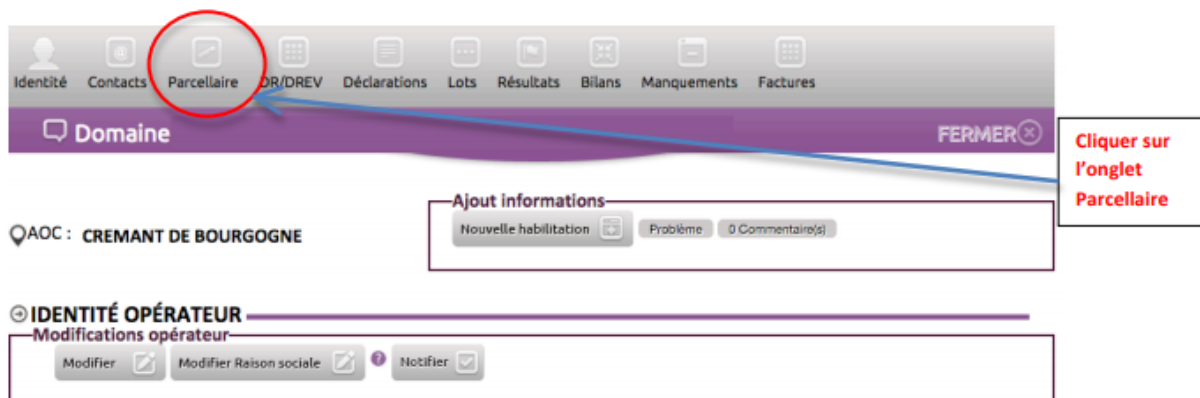 Identité Contacts Parcellaire DR/DREV Déclarations Lots Résultats Bilans Manquements Factures
Domaine FERMER
Cliquer sur
l'onglet
Parcellaire
Ajout informations
Nouvelle habilitation Problème 0 Commentaire(s)
AOC : CREMANT DE BOURGOGNE
IDENTITÉ OPÉRATEUR
Modifications opérateur
Modifier Modifier Raison sociale ? Notifier